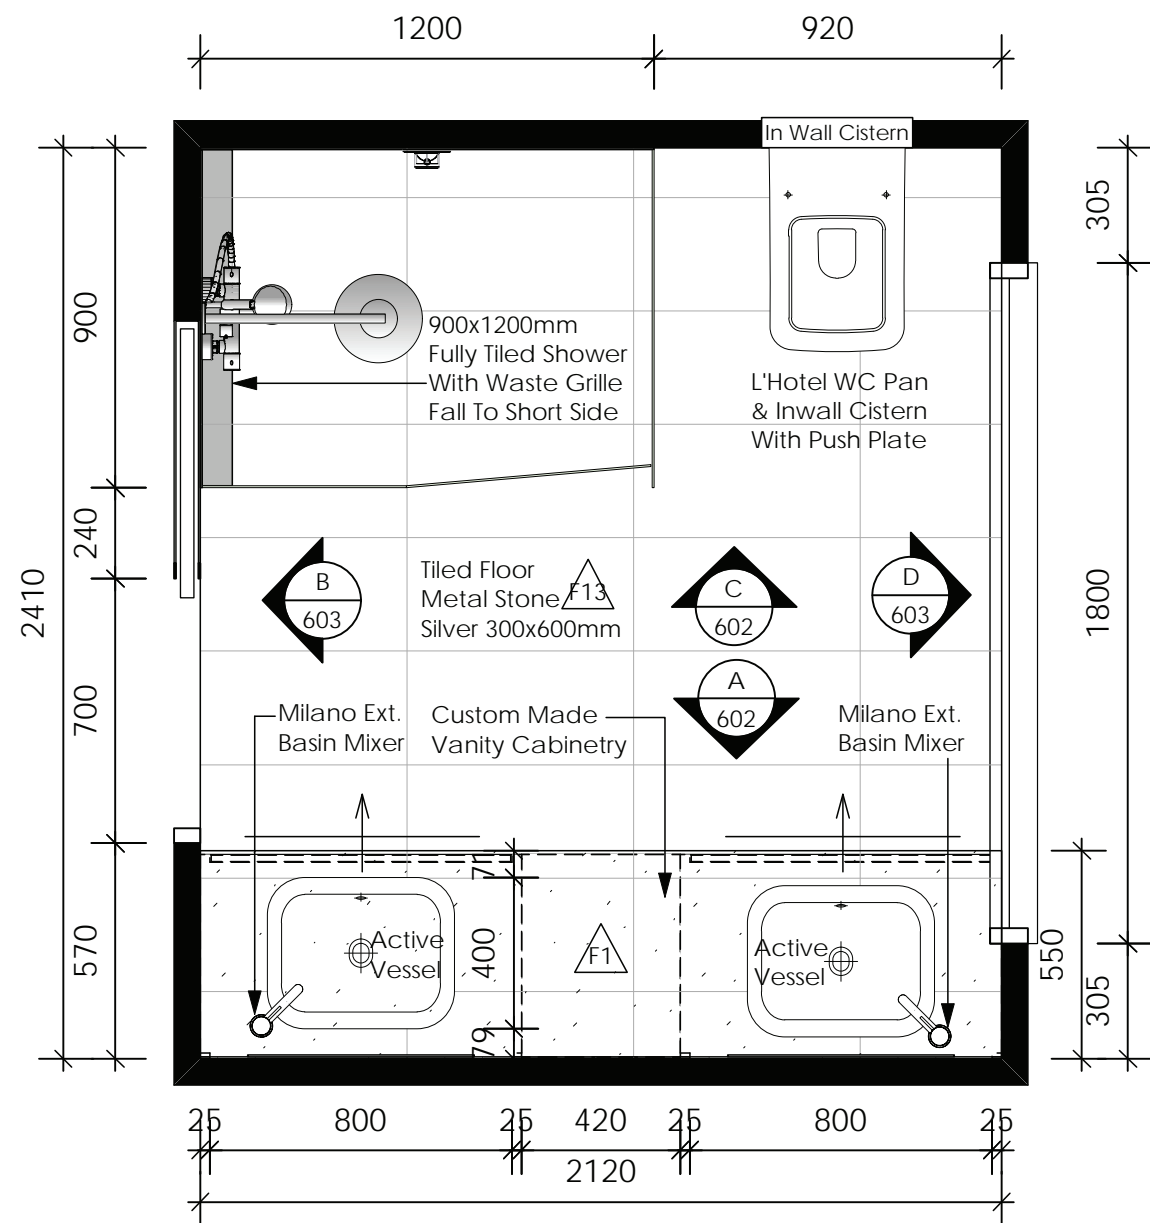 1200
920
In Wall Cistern
305
900
900x1200mm
Fully Tiled Shower
With Waste Grille
Fall To Short Side
L'Hotel WC Pan
& Inwall Cistern
With Push Plate
240
2410
1800
Tiled Floor
Metal Stone
Silver 300x600mm
F13
B
603
C
602
D
603
A
602
700
Milano Ext.
Basin Mixer
Custom Made
Vanity Cabinetry
Milano Ext.
Basin Mixer
71
570
Active
Vessel
400
F1
Active
Vessel
550
305
79
25
800
25
420
25
800
25
2120